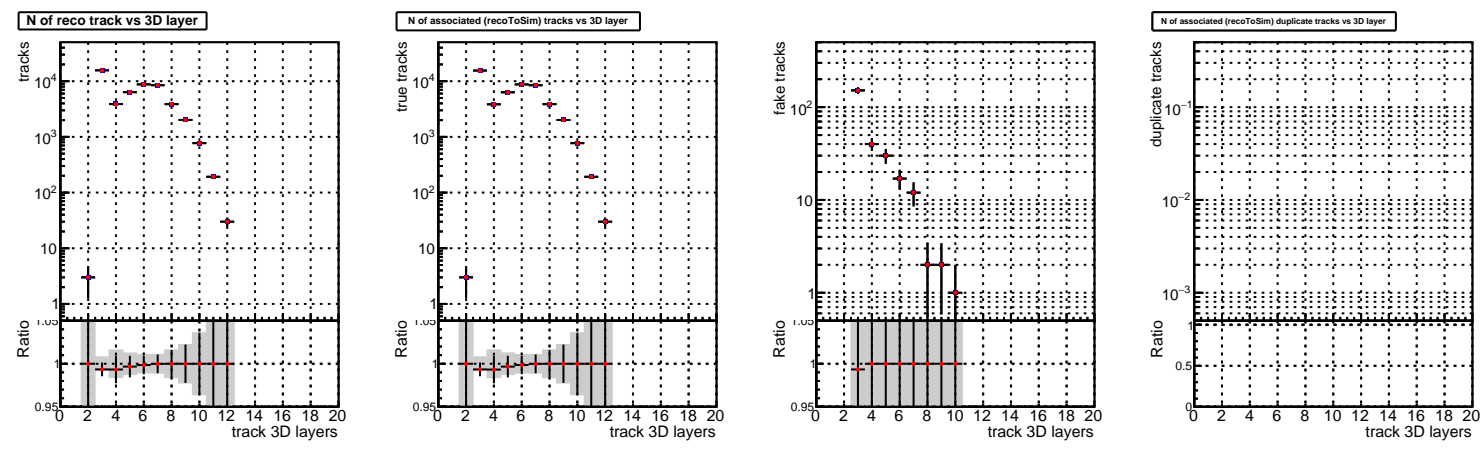 N of reco track vs 3D layer
tracks
10⁴
10³
10²
10
1
Ratio
1.05
1
0.95
0 2 4 6 8 10 12 14 16 18 20
track 3D layers
N of associated (recoToSim) tracks vs 3D layer
true tracks
10⁴
10³
10²
10
1
Ratio
1.05
1
0.95
0 2 4 6 8 10 12 14 16 18 20
track 3D layers
fake tracks
10²
10
1
Ratio
1.05
1
0.95
0 2 4 6 8 10 12 14 16 18 20
track 3D layers
N of associated (recoToSim) duplicate tracks vs 3D layer
duplicate tracks
10⁻¹
10⁻²
10⁻³
Ratio
1
0.5
0
0 2 4 6 8 10 12 14 16 18 20
track 3D layers